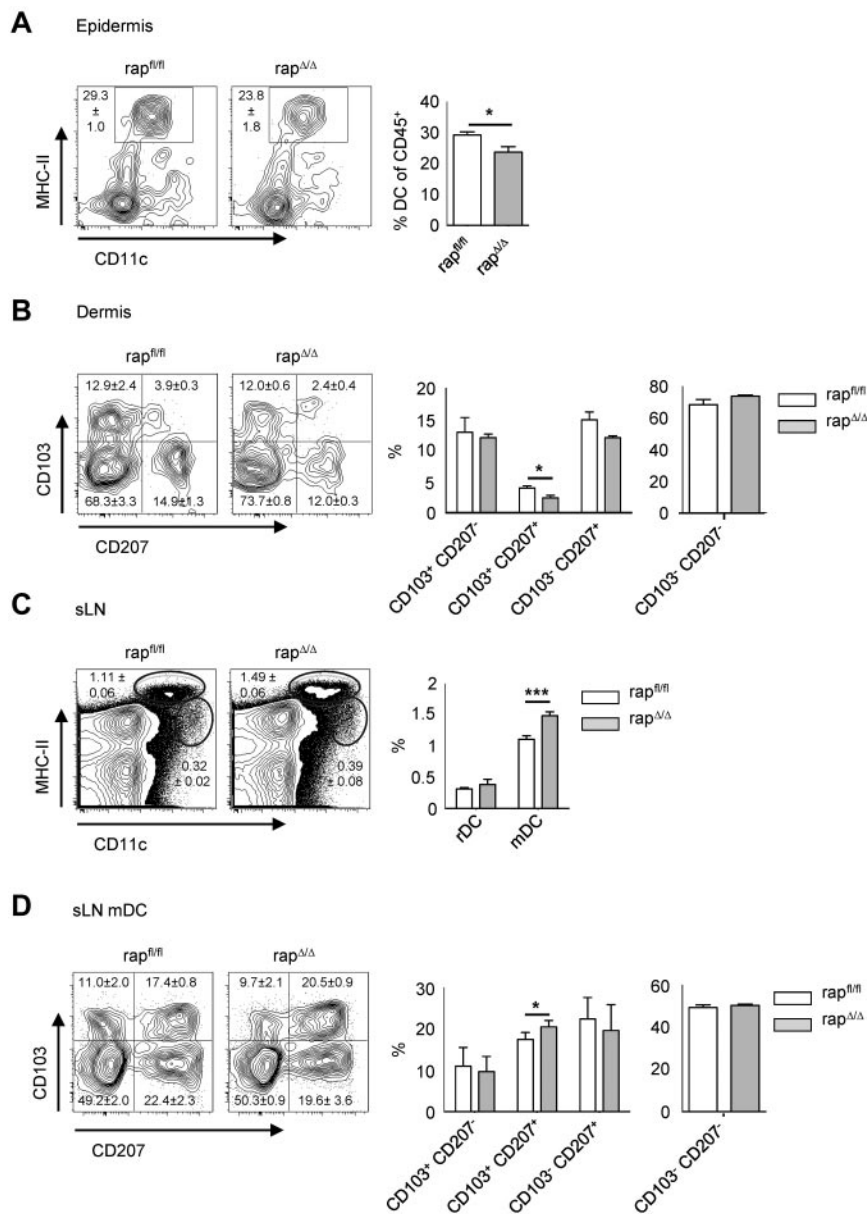 A Epidermis
rap^fl/fl rap^Δ/Δ
29.3
±
1.0
23.8
±
1.8
MHC-II
CD11c
% DC of CD45⁺
40
30
20
10
0
*
rap^fl/fl
rap^Δ/Δ
B Dermis
rap^fl/fl rap^Δ/Δ
12.9±2.4 3.9±0.3
68.3±3.3 14.9±1.3
12.0±0.6 2.4±0.4
73.7±0.8 12.0±0.3
CD103
CD207
%
20
15
10
5
0
*
CD103⁺ CD207⁻
CD103⁺ CD207⁺
CD103⁻ CD207⁺
80
60
40
20
0
CD103⁻ CD207⁻
rap^fl/fl
rap^Δ/Δ
C sLN
rap^fl/fl rap^Δ/Δ
1.11 ±
0.06
0.32
± 0.02
1.49 ±
0.06
0.39
± 0.08
MHC-II
CD11c
%
2
1.5
1
0.5
0
***
rDC
mDC
rap^fl/fl
rap^Δ/Δ
D sLN mDC
rap^fl/fl rap^Δ/Δ
11.0±2.0 17.4±0.8
49.2±2.0 22.4±2.3
9.7±2.1 20.5±0.9
50.3±0.9 19.6± 3.6
CD103
CD207
%
30
20
10
0
*
CD103⁺ CD207⁻
CD103⁺ CD207⁺
CD103⁻ CD207⁺
60
40
20
0
CD103⁻ CD207⁻
rap^fl/fl
rap^Δ/Δ